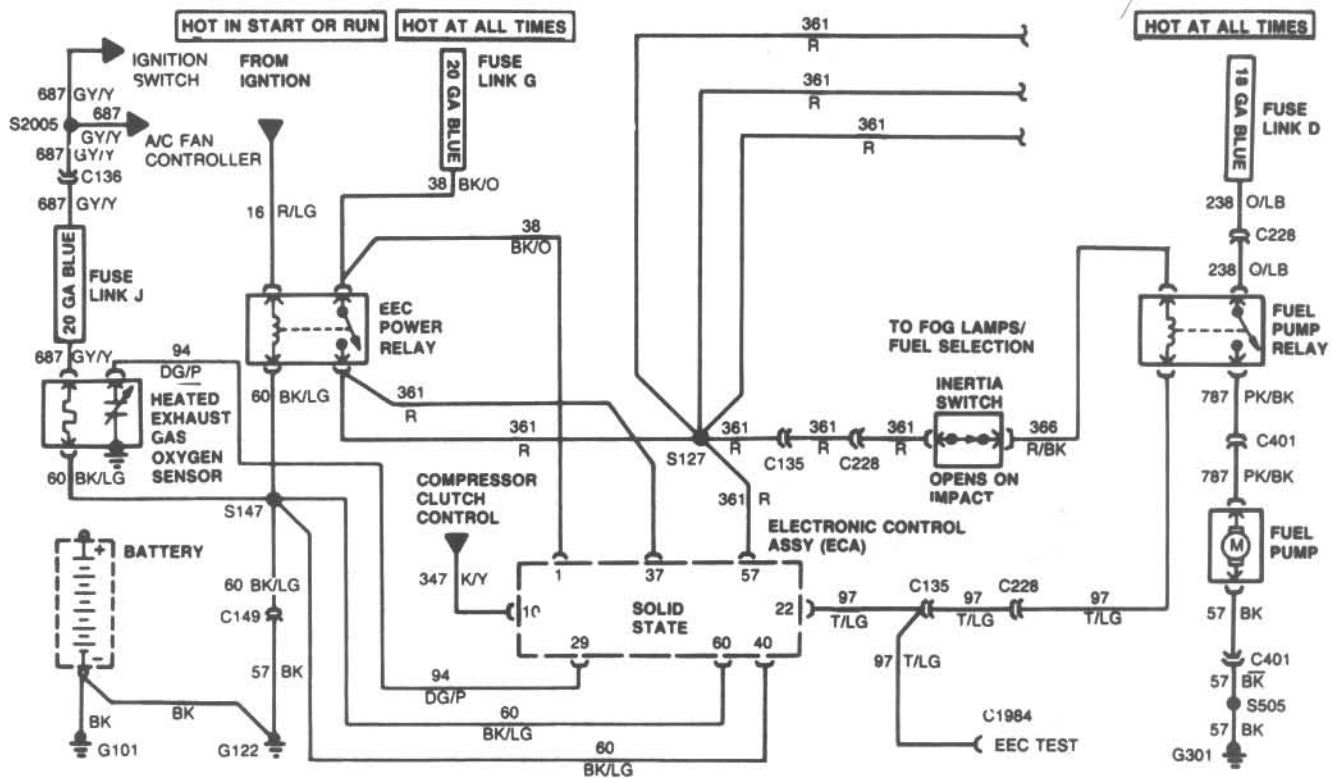 HOT IN START OR RUN
HOT AT ALL TIMES
HOT AT ALL TIMES
IGNITION
SWITCH
FROM
IGNTION
20 GA BLUE
FUSE
LINK G
361
R
361
R
361
R
18 GA BLUE
FUSE
LINK D
687 GY/Y
S2005
687
GY/Y
A/C FAN
CONTROLLER
687 GY/Y
C136
687 GY/Y
16 R/LG
38 BK/O
38
BK/O
238 O/LB
C228
238 O/LB
20 GA BLUE
FUSE
LINK J
EEC
POWER
RELAY
FUEL
PUMP
RELAY
TO FOG LAMPS/
FUEL SELECTION
687 GY/Y
94
DG/P
HEATED
EXHAUST
GAS
OXYGEN
SENSOR
60 BK/LG
361
R
361
R
S127
361
R
C135
361
R
C228
361
R
INERTIA
SWITCH
OPENS ON
IMPACT
366
R/BK
787 PK/BK
C401
787 PK/BK
60 BK/LG
S147
COMPRESSOR
CLUTCH
CONTROL
361 R
ELECTRONIC CONTROL
ASSY (ECA)
FUEL
PUMP
M
BATTERY
+
-
60 BK/LG
C149
57 BK
347 K/Y
1
37
57
10
SOLID
STATE
22
29
60
40
97
T/LG
C135
97
T/LG
C228
97
T/LG
97 T/LG
57 BK
C401
57 BK
S505
57 BK
G301
94
DG/P
60
BK/LG
60
BK/LG
C1984
EEC TEST
BK
BK
G101
G122